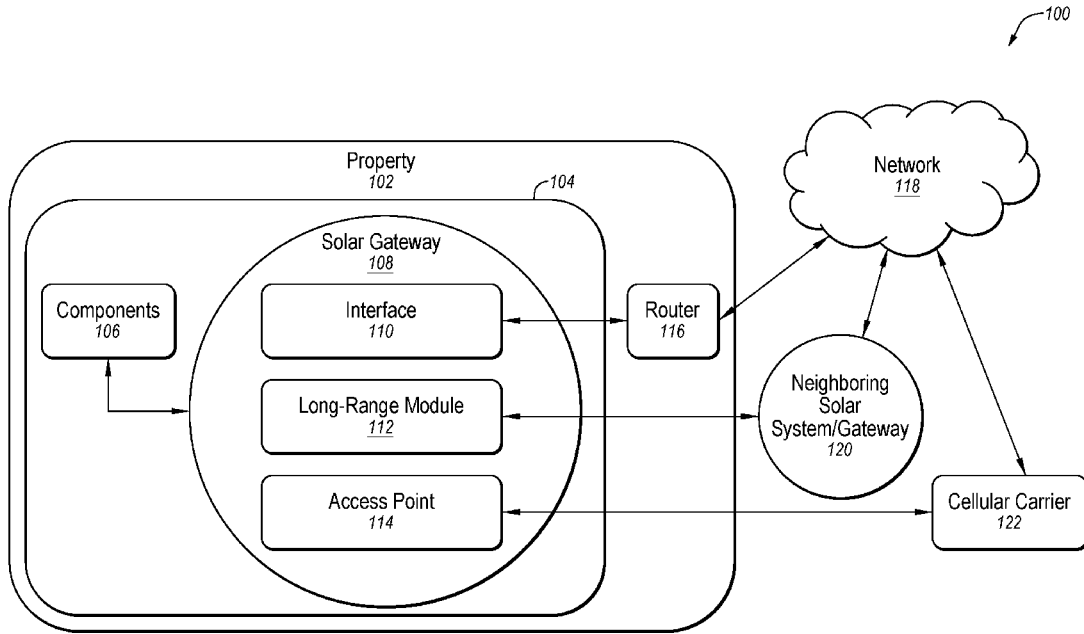 100
Property
102
104
Network
118
Solar Gateway
108
Components
106
Interface
110
Router
116
Long-Range Module
112
Neighboring
Solar
System/Gateway
120
Access Point
114
Cellular Carrier
122